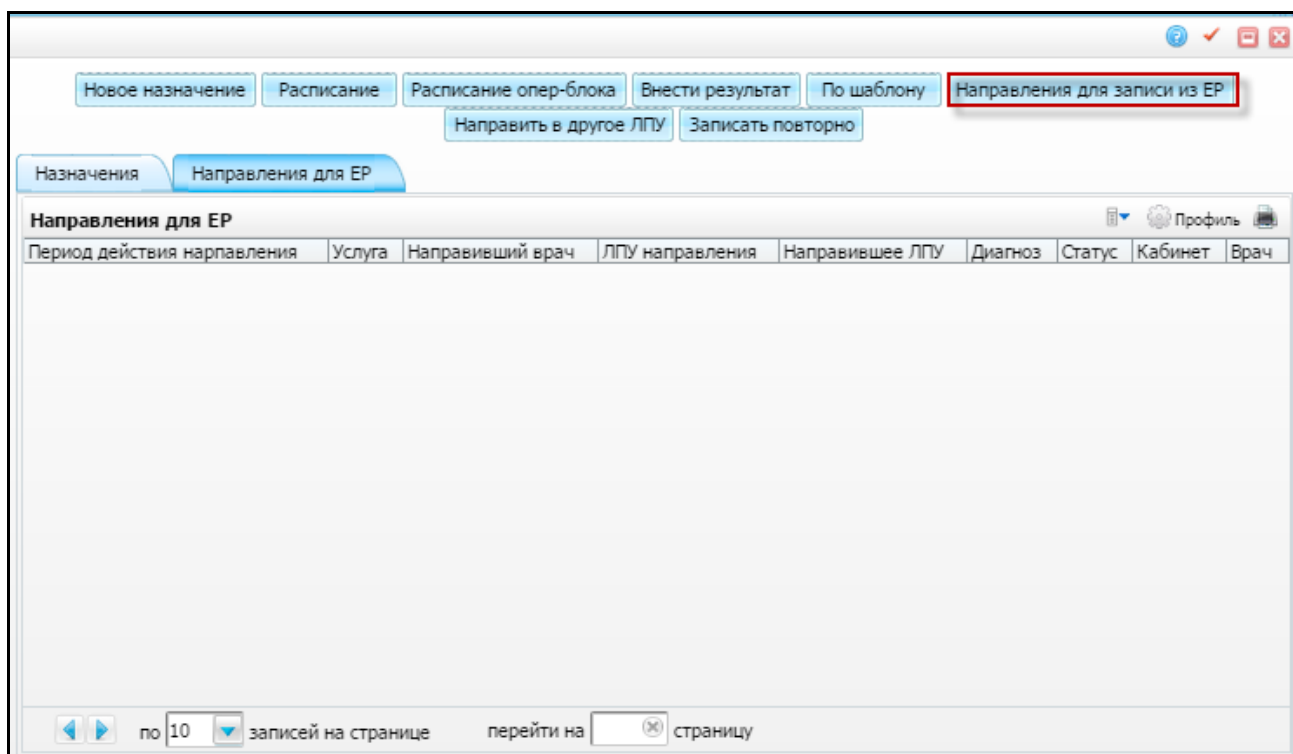 Новое назначение Расписание Расписание опер-блока Внести результат По шаблону Направления для записи из ЕР
Направить в другое ЛПУ Записать повторно
Назначения Направления для ЕР
Направления для ЕР Профиль
Период действия нарпавления Услуга Направивший врач ЛПУ направления Направившее ЛПУ Диагноз Статус Кабинет Врач
по 10 записей на странице перейти на страницу